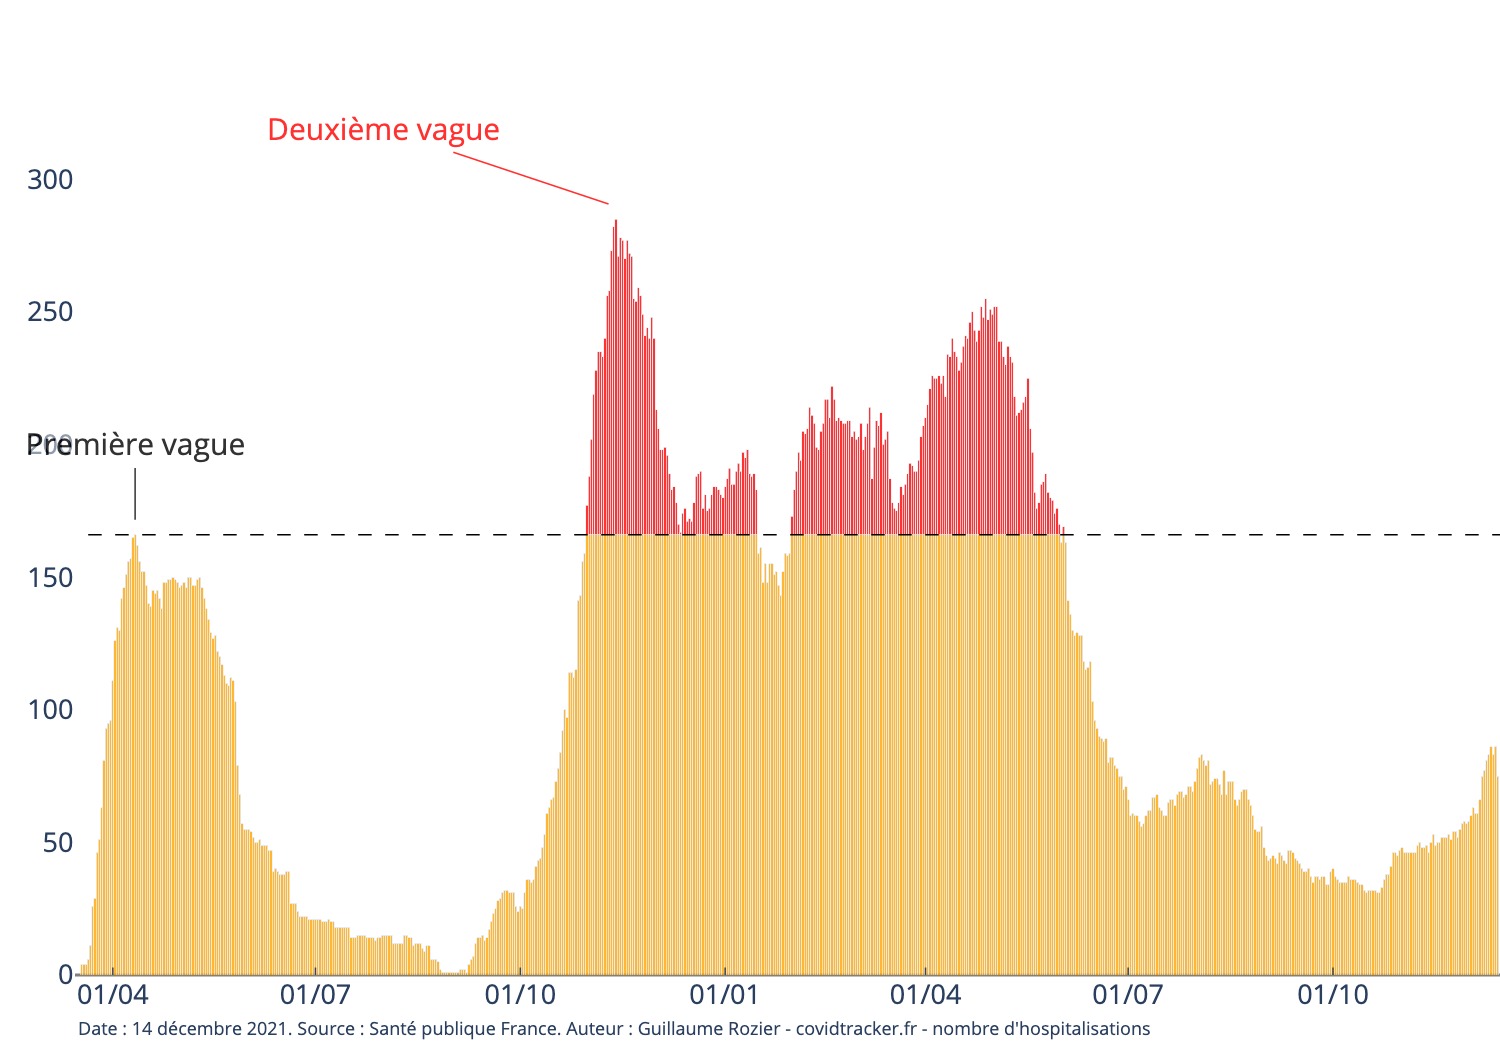 Deuxième vague
300
250
200
Première vague
150
100
50
0
01/04 01/07 01/10 01/01 01/04 01/07 01/10
Date : 14 décembre 2021. Source : Santé publique France. Auteur : Guillaume Rozier - covidtracker.fr - nombre d'hospitalisations